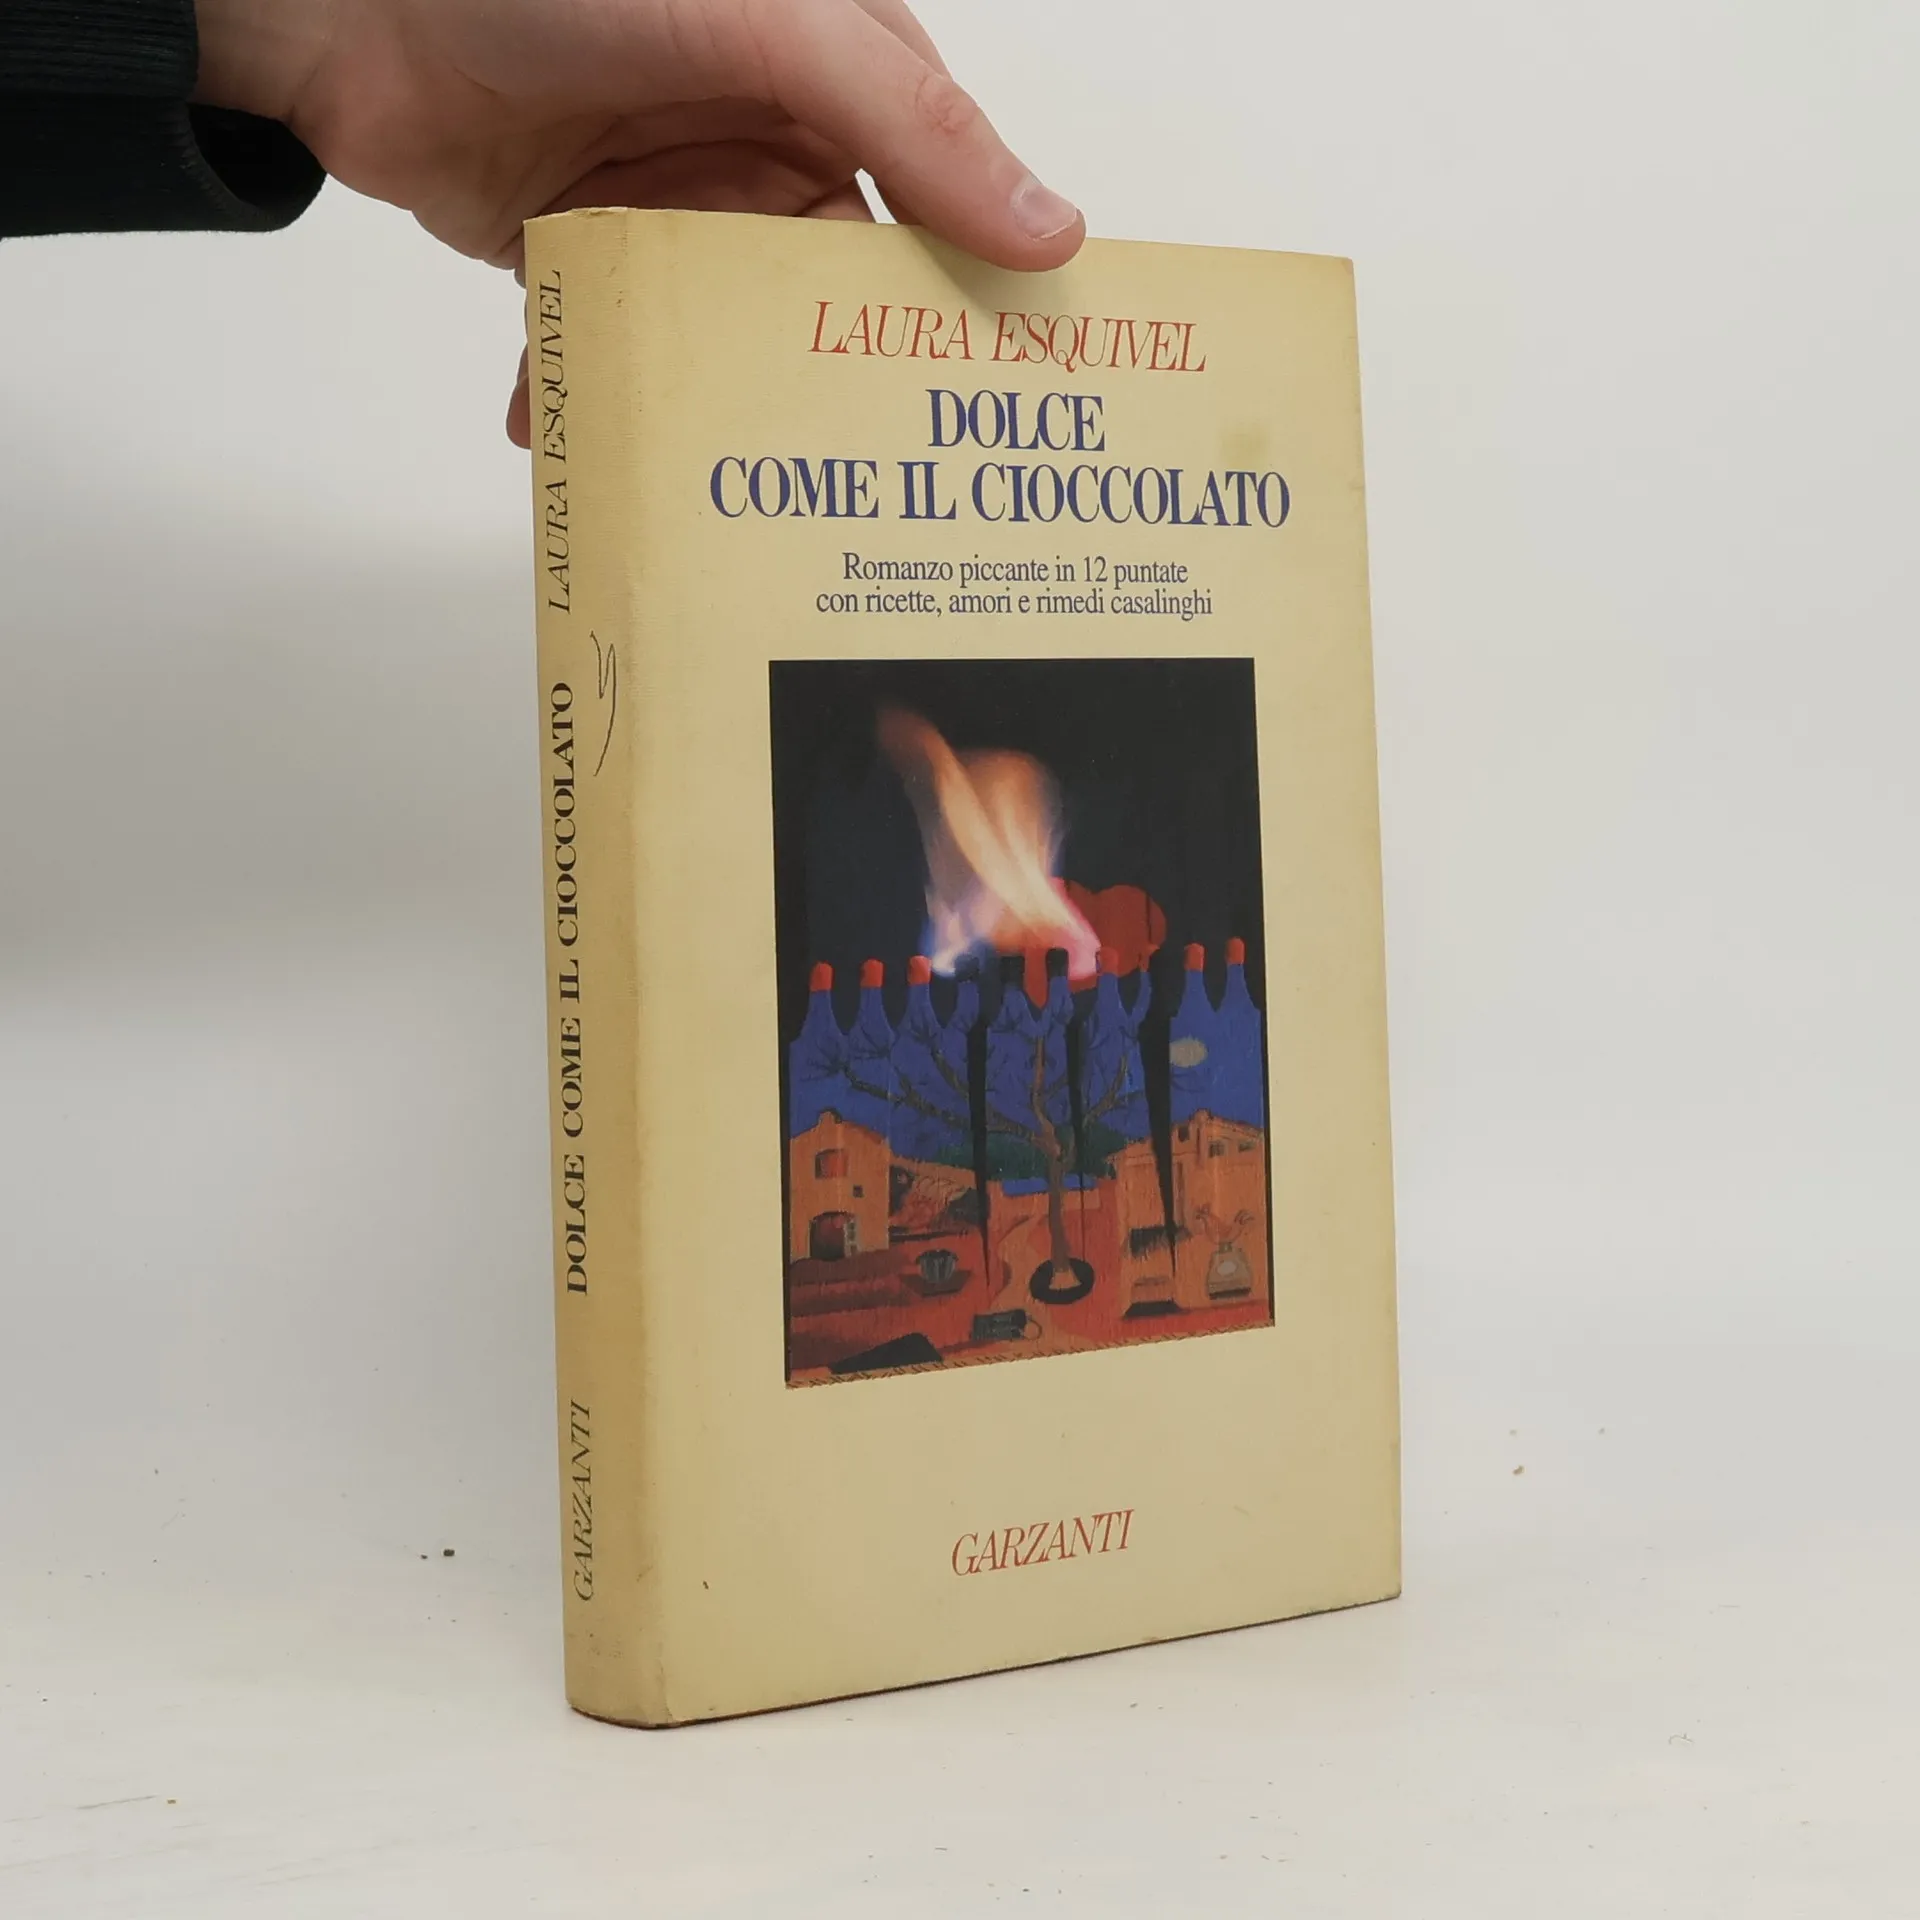 LAURA ESQUIVEL
DOLCE
COME IL CIOCCOLATO
Romanzo piccante in 12 puntate
con ricette, amori e rimedi casalinghi
GARZANTI
LAURA ESQUIVEL
DOLCE COME IL CIOCCOLATO
GARZANTI